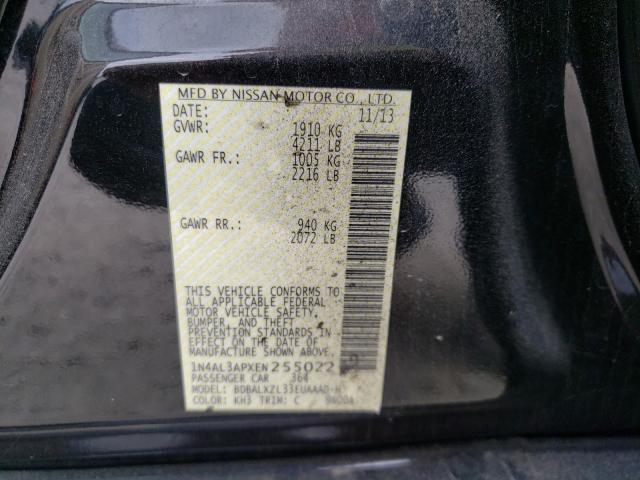 MFD BY NISSAN MOTOR CO., LTD.
DATE: 11/13
GVWR: 1910 KG
4211 LB
GAWR FR.: 1005 KG
2216 LB
GAWR RR.: 940 KG
2072 LB
THIS VEHICLE CONFORMS TO
ALL APPLICABLE FEDERAL
MOTOR VEHICLE SAFETY,
BUMPER, AND THEFT
PREVENTION STANDARDS IN
EFFECT ON THE DATE OF
MANUFACTURE SHOWN ABOVE.
1N4AL3APXEN255022
PASSENGER CAR 364
MODEL: BDBALXZL33EUAAAD-H
COLOR: KH3 TRIM: C